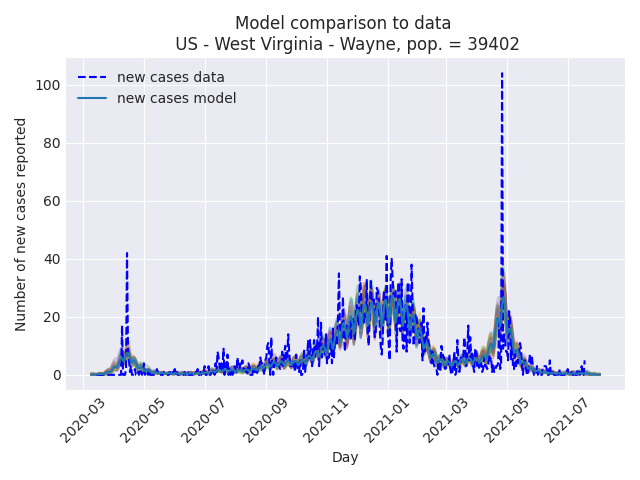 Model comparison to data
US - West Virginia - Wayne, pop. = 39402
new cases data
new cases model
Number of new cases reported
100
80
60
40
20
0
2020-03
2020-05
2020-07
2020-09
2020-11
2021-01
2021-03
2021-05
2021-07
Day